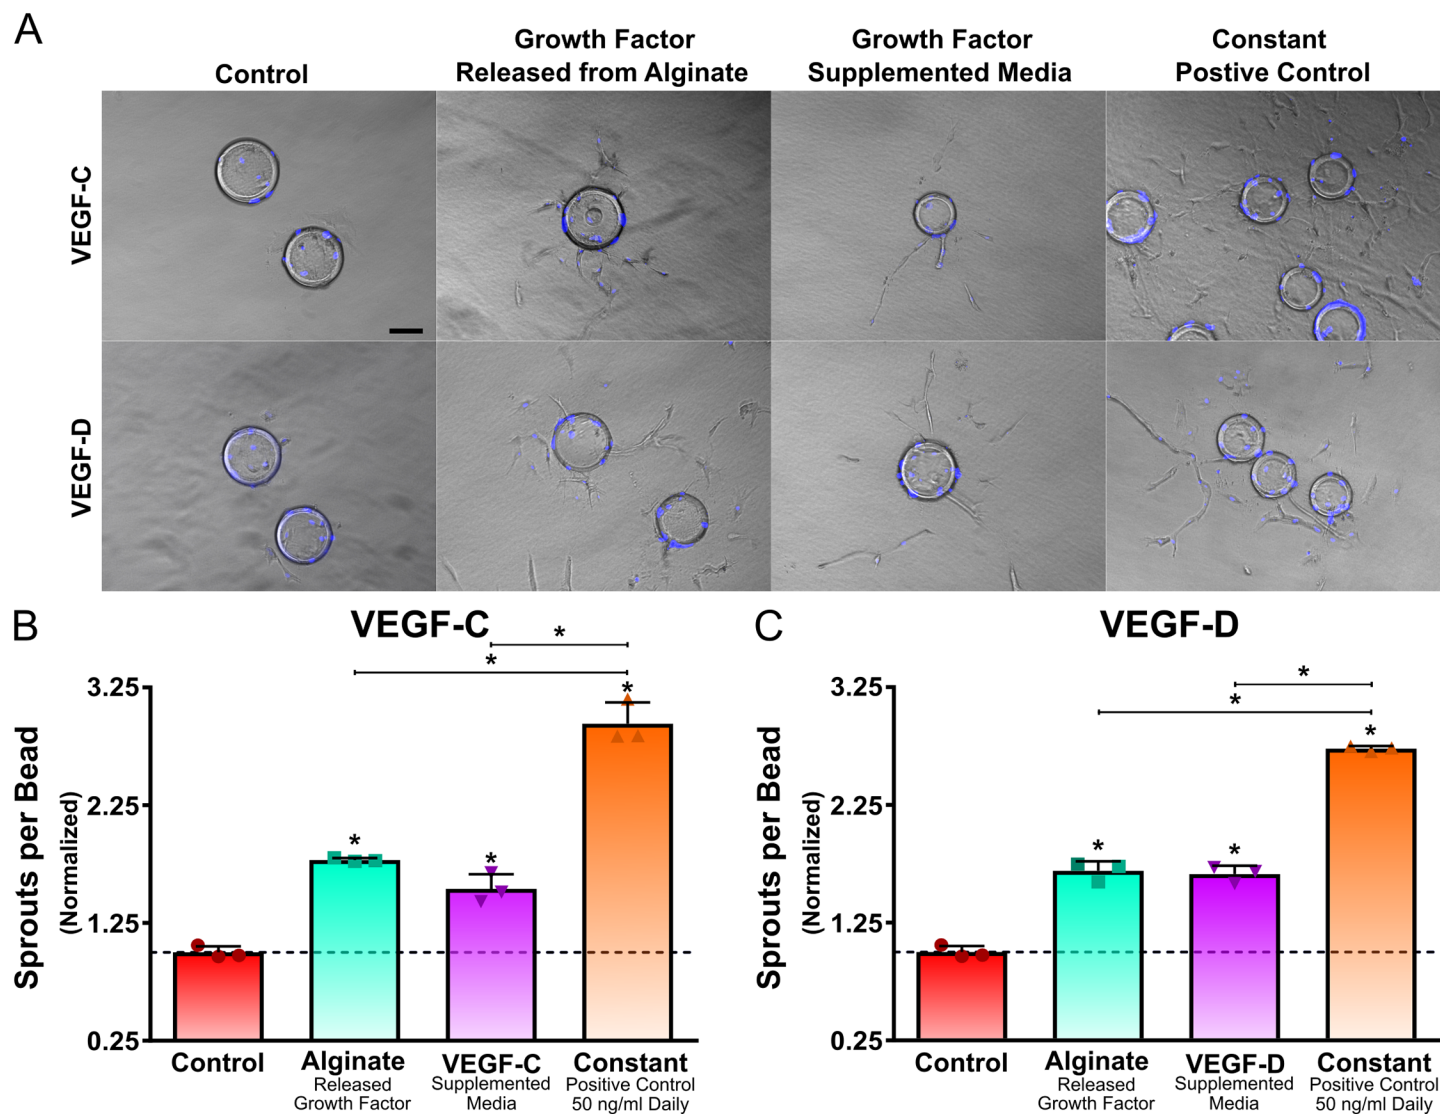 A
Control
Growth Factor
Released from Alginate
Growth Factor
Supplemented Media
Constant
Postive Control
VEGF-C
VEGF-D
B
VEGF-C
*
*
*
*
*
3.25
2.25
1.25
0.25
Sprouts per Bead
(Normalized)
Control
Alginate
Released
Growth Factor
VEGF-C
Supplemented
Media
Constant
Positive Control
50 ng/ml Daily
C
VEGF-D
*
*
*
*
*
3.25
2.25
1.25
0.25
Sprouts per Bead
(Normalized)
Control
Alginate
Released
Growth Factor
VEGF-D
Supplemented
Media
Constant
Positive Control
50 ng/ml Daily